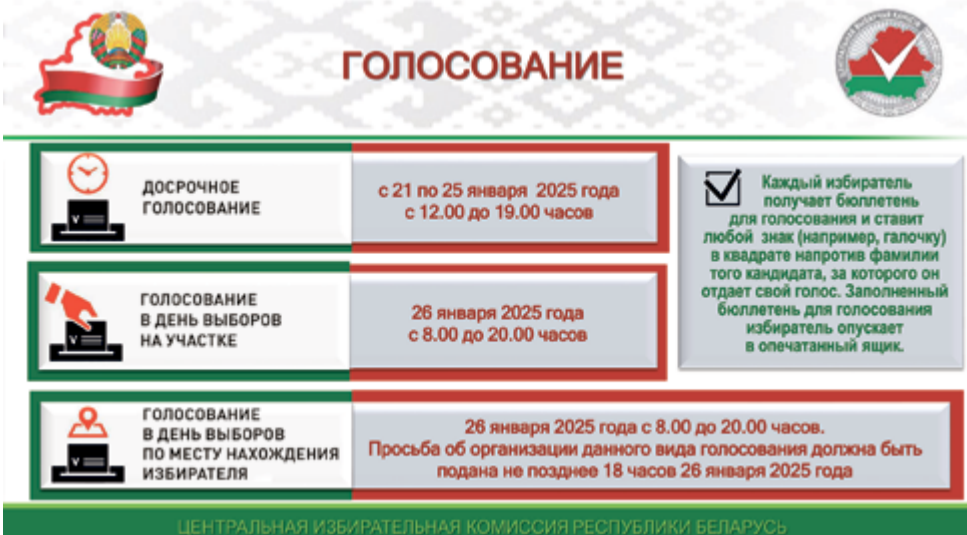 ГОЛОСОВАНИЕ
ДОСРОЧНОЕ
ГОЛОСОВАНИЕ
с 21 по 25 января 2025 года
с 12.00 до 19.00 часов
Каждый избиратель
получает бюллетень
для голосования и ставит
любой знак (например, галочку)
в квадрате напротив фамилии
того кандидата, за которого он
отдает свой голос. Заполненный
бюллетень для голосования
избиратель опускает
в опечатанный ящик.
ГОЛОСОВАНИЕ
В ДЕНЬ ВЫБОРОВ
НА УЧАСТКЕ
26 января 2025 года
с 8.00 до 20.00 часов
ГОЛОСОВАНИЕ
В ДЕНЬ ВЫБОРОВ
ПО МЕСТУ НАХОЖДЕНИЯ
ИЗБИРАТЕЛЯ
26 января 2025 года с 8.00 до 20.00 часов.
Просьба об организации данного вида голосования должна быть
подана не позднее 18 часов 26 января 2025 года
ЦЕНТРАЛЬНАЯ ИЗБИРАТЕЛЬНАЯ КОМИССИЯ РЕСПУБЛИКИ БЕЛАРУСЬ